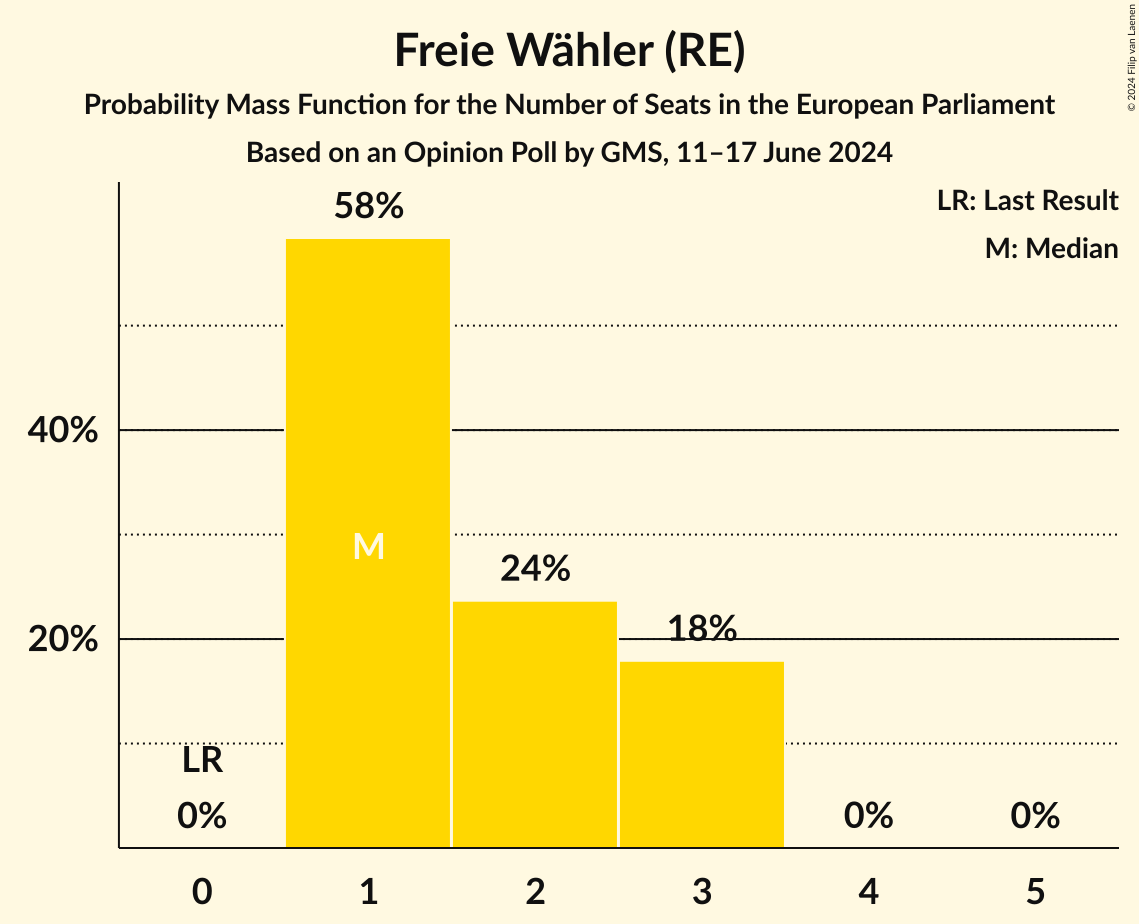 Freie Wähler (RE)
Probability Mass Function for the Number of Seats in the European Parliament
Based on an Opinion Poll by GMS, 11–17 June 2024
© 2024 Filip van Laenen
LR: Last Result
M: Median
58%
40%
M
24%
20%
18%
LR
0%
0%
0%
0
1
2
3
4
5